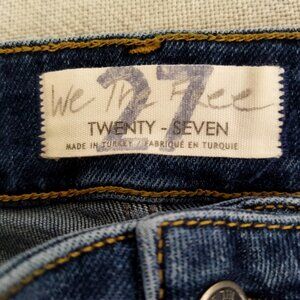 27
We The Free
TWENTY - SEVEN
MADE IN TURKEY / FABRIQUÉ EN TURQUIE